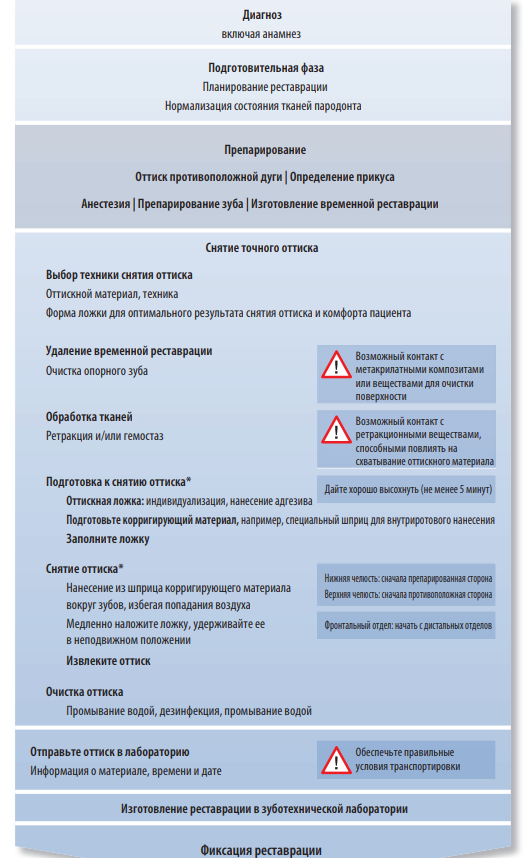 Диагноз
включая анамнез
Подготовительная фаза
Планирование реставрации
Нормализация состояния тканей пародонта
Препарирование
Оттиск противоположной дуги | Определение прикуса
Анестезия | Препарирование зуба | Изготовление временной реставрации
Снятие точного оттиска
Выбор техники снятия оттиска
Оттискной материал, техника
Форма ложки для оптимального результата снятия оттиска и комфорта пациента
Удаление временной реставрации
Очистка опорного зуба
Возможный контакт с
метакрилатными композитами
или веществами для очистки
поверхности
Обработка тканей
Ретракция и/или гемостаз
Возможный контакт с
ретракционными веществами,
способными повлиять на
схватывание оттискного материала
Подготовка к снятию оттиска*
Дайте хорошо высохнуть (не менее 5 минут)
Оттискная ложка: индивидуализация, нанесение адгезива
Подготовьте корригирующий материал, например, специальный шприц для внутриротового нанесения
Заполните ложку
Снятие оттиска*
Нанесение из шприца корригирующего материала
вокруг зубов, избегая попадания воздуха
Нижняя челюсть: сначала препарированная сторона
Верхняя челюсть: сначала противоположная сторона
Медленно наложите ложку, удерживайте ее
в неподвижном положении
Фронтальный отдел: начать с дистальных отделов
Извлеките оттиск
Очистка оттиска
Промывание водой, дезинфекция, промывание водой
Отправьте оттиск в лабораторию
Информация о материале, времени и дате
Обеспечьте правильные
условия транспортировки
Изготовление реставрации в зуботехнической лаборатории
Фиксация реставрации